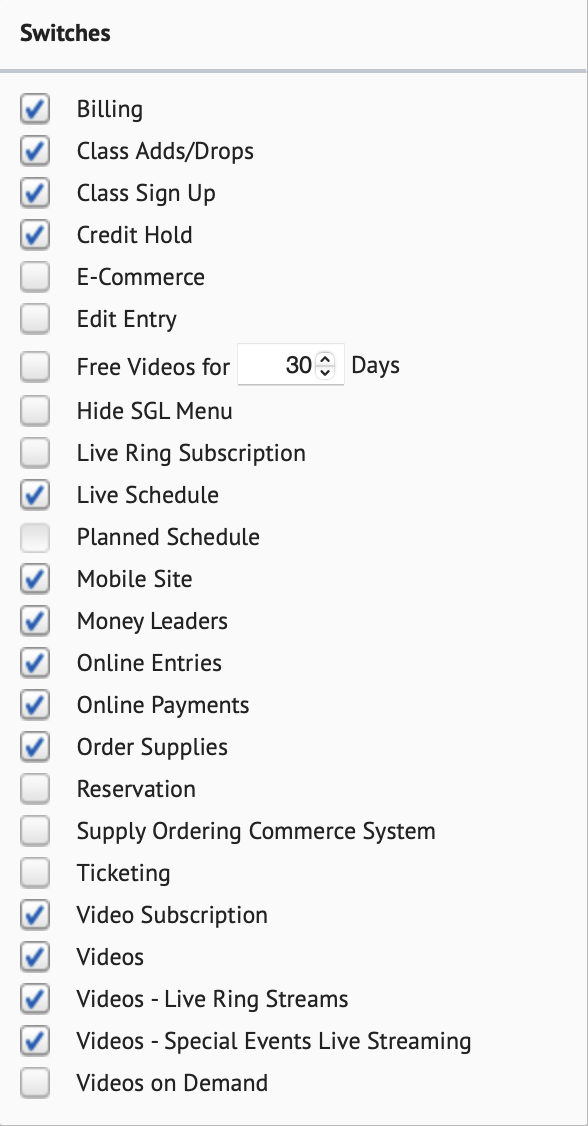 Switches
Billing
Class Adds/Drops
Class Sign Up
Credit Hold
E-Commerce
Edit Entry
Free Videos for 30 Days
Hide SGL Menu
Live Ring Subscription
Live Schedule
Planned Schedule
Mobile Site
Money Leaders
Online Entries
Online Payments
Order Supplies
Reservation
Supply Ordering Commerce System
Ticketing
Video Subscription
Videos
Videos - Live Ring Streams
Videos - Special Events Live Streaming
Videos on Demand